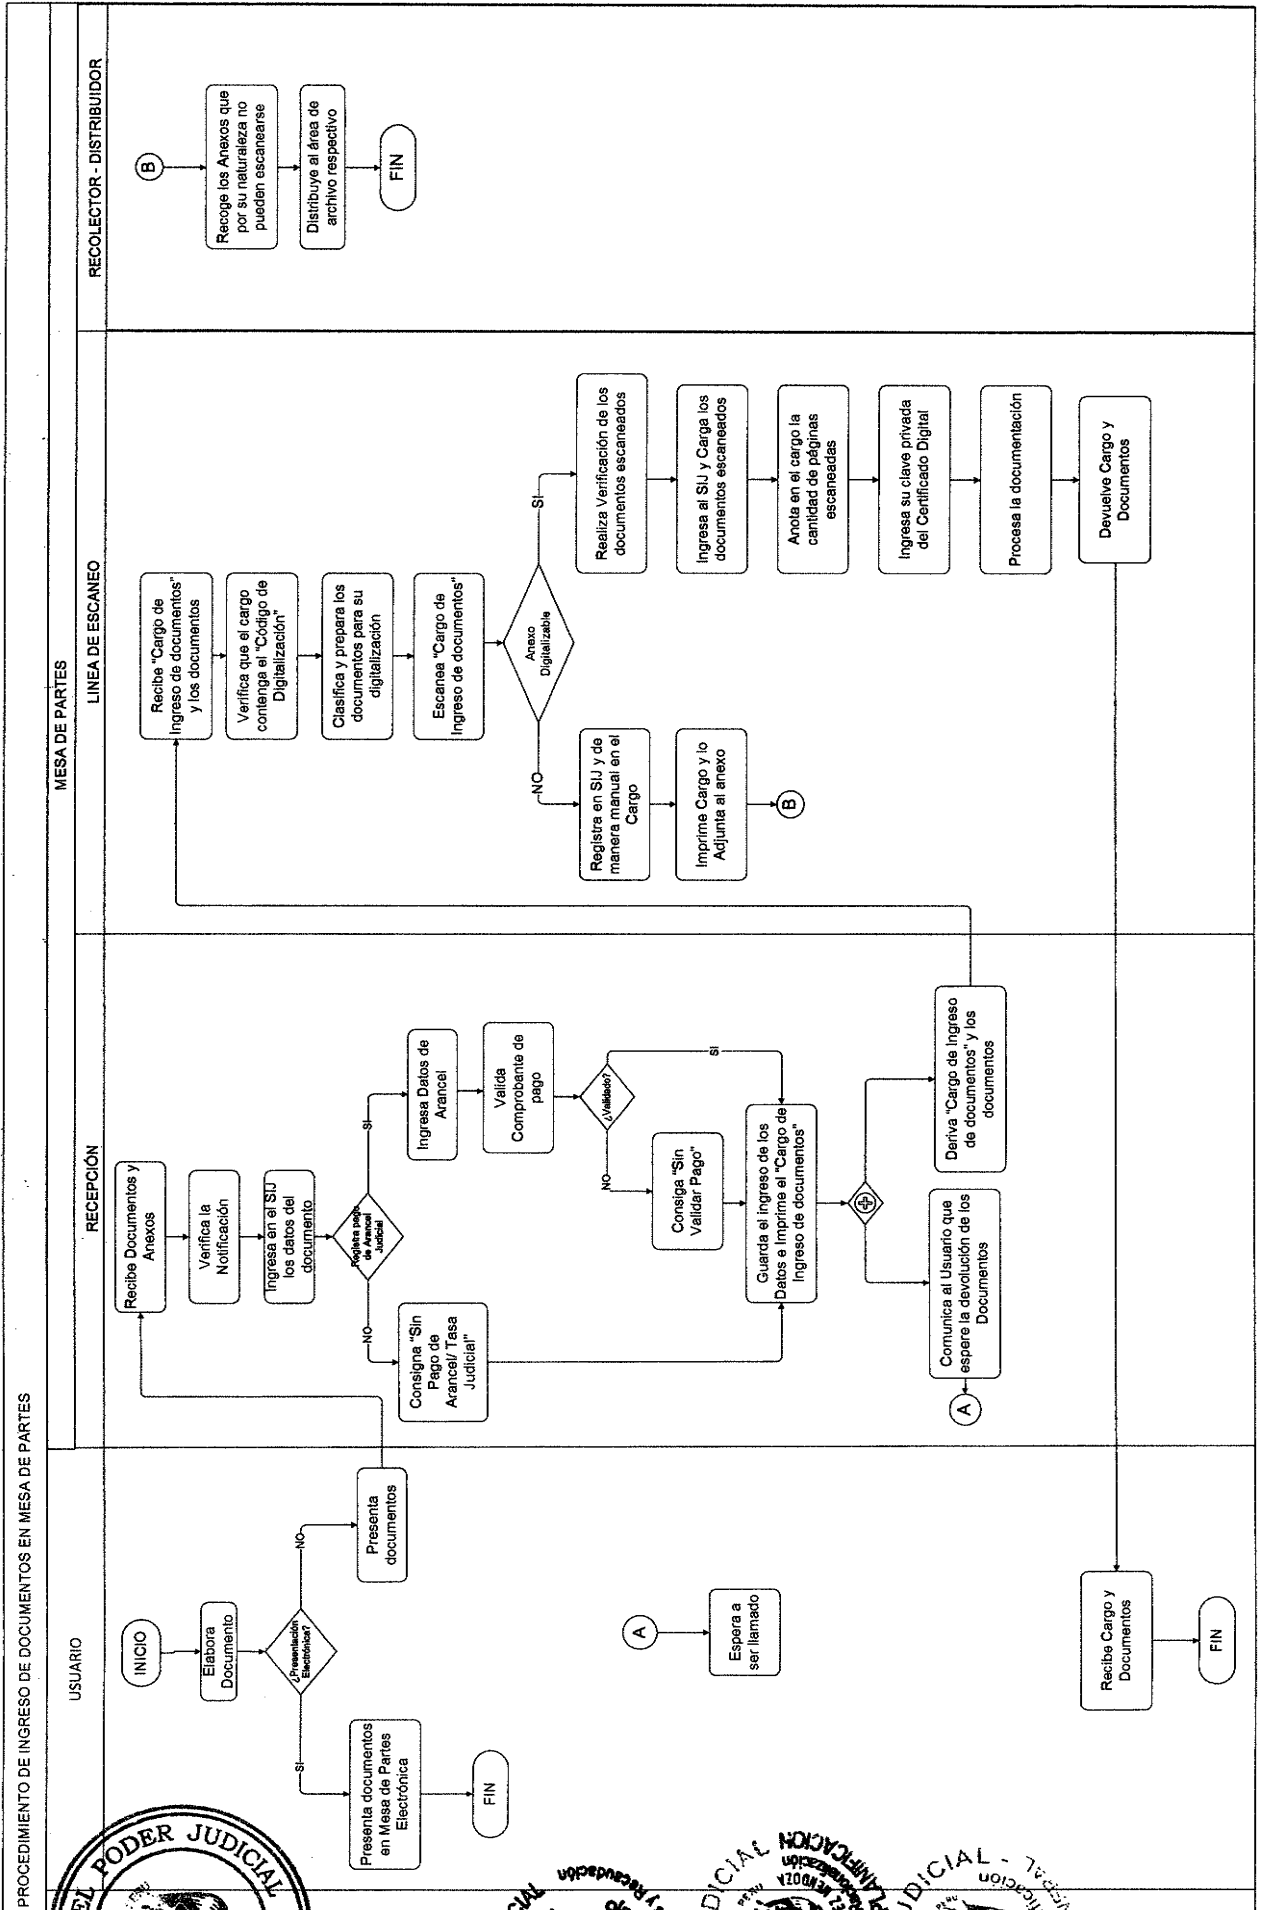 PROCEDIMIENTO DE INGRESO DE DOCUMENTOS EN MESA DE PARTES
USUARIO
MESA DE PARTES
RECEPCIÓN
LINEA DE ESCANEO
RECOLECTOR - DISTRIBUIDOR
INICIO
Elabora
Documento
¿Presentación
Electrónica?
SI
NO
Presenta documentos
en Mesa de Partes
Electrónica
FIN
Presenta
documentos
A
Espera a
ser llamado
Recibe Cargo y
Documentos
FIN
Recibe Documentos y
Anexos
Verifica la
Notificación
Ingresa en el SIJ
los datos del
documento
Registra pago
de Arancel
Judicial
NO
SI
Consigna "Sin
Pago de
Arancel/ Tasa
Judicial"
Ingresa Datos de
Arancel
Valida
Comprobante de
pago
¿Validado?
NO
SI
Consiga "Sin
Validar Pago"
Guarda el ingreso de los
Datos e Imprime el "Cargo de
Ingreso de documentos"
Comunica al Usuario que
espere la devolución de los
Documentos
A
Deriva "Cargo de Ingreso
de documentos" y los
documentos
Recibe "Cargo de
Ingreso de documentos"
y los documentos
Verifica que el cargo
contenga el "Código de
Digitalización"
Clasifica y prepara los
documentos para su
digitalización
Escanea "Cargo de
Ingreso de documentos"
Anexo
Digitalizable
NO
SI
Registra en SIJ y de
manera manual en el
Cargo
Imprime Cargo y lo
Adjunta al anexo
B
Realiza Verificación de los
documentos escaneados
Ingresa al SIJ y Carga los
documentos escaneados
Anota en el cargo la
cantidad de páginas
escaneadas
Ingresa su clave privada
del Certificado Digital
Procesa la documentación
Devuelve Cargo y
Documentos
B
Recoge los Anexos que
por su naturaleza no
pueden escanearse
Distribuye al área de
archivo respectivo
FIN
EL PODER JUDICIAL
y Recaudación
MENDOZA
PLANIFICACION